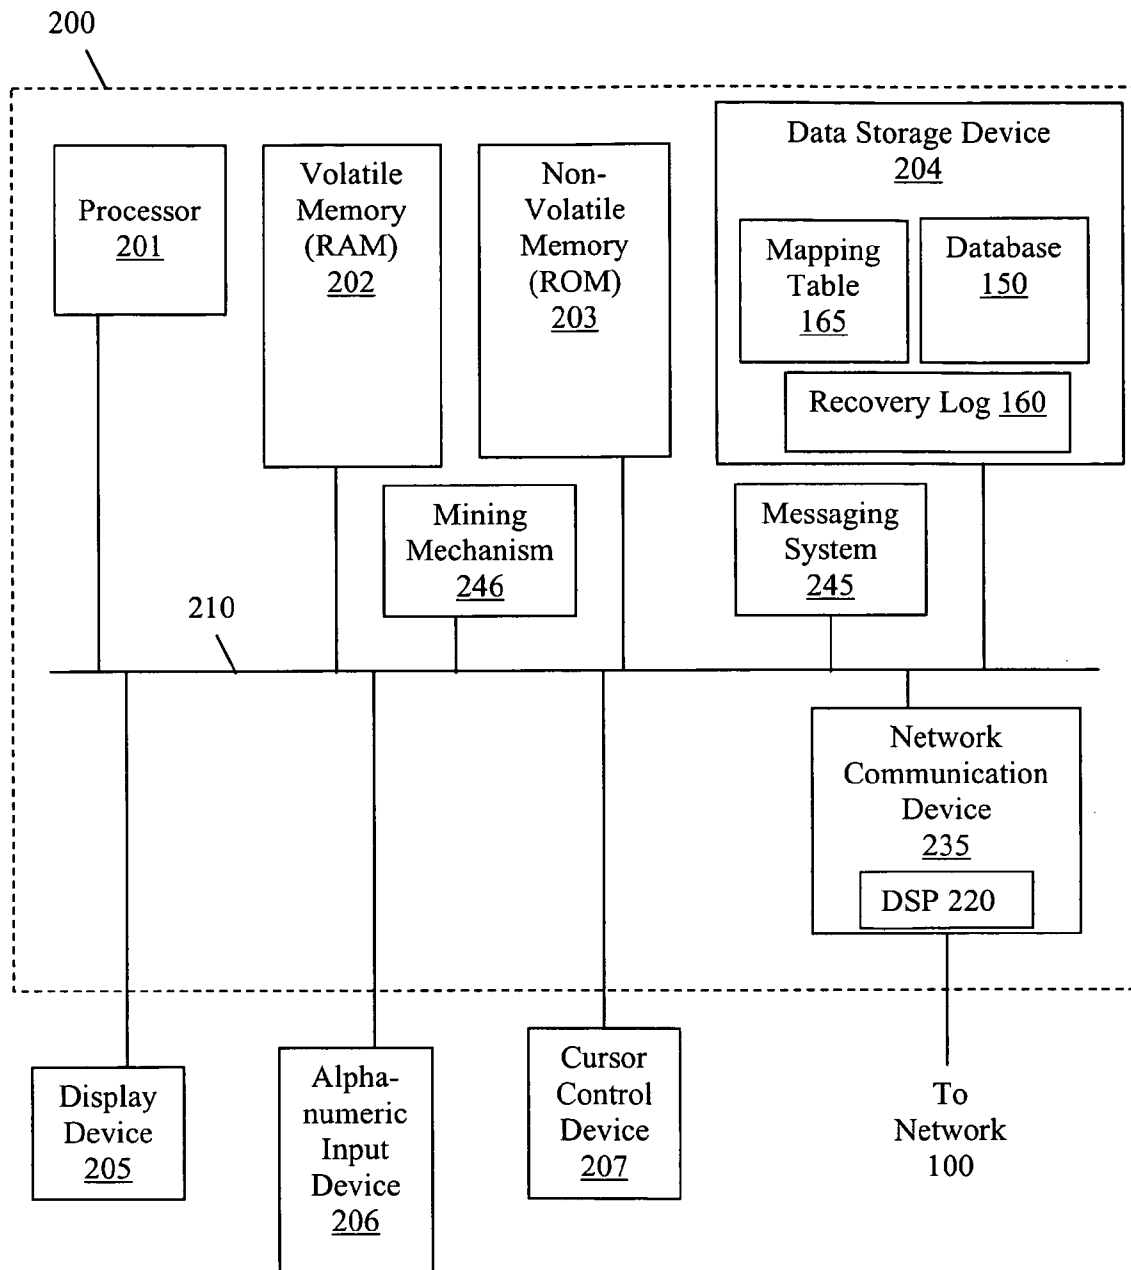 200
Processor
201
Volatile
Memory
(RAM)
202
Non-
Volatile
Memory
(ROM)
203
Data Storage Device
204
Mapping
Table
165
Database
150
Recovery Log 160
Mining
Mechanism
246
Messaging
System
245
210
Network
Communication
Device
235
DSP 220
Display
Device
205
Alpha-
numeric
Input
Device
206
Cursor
Control
Device
207
To
Network
100